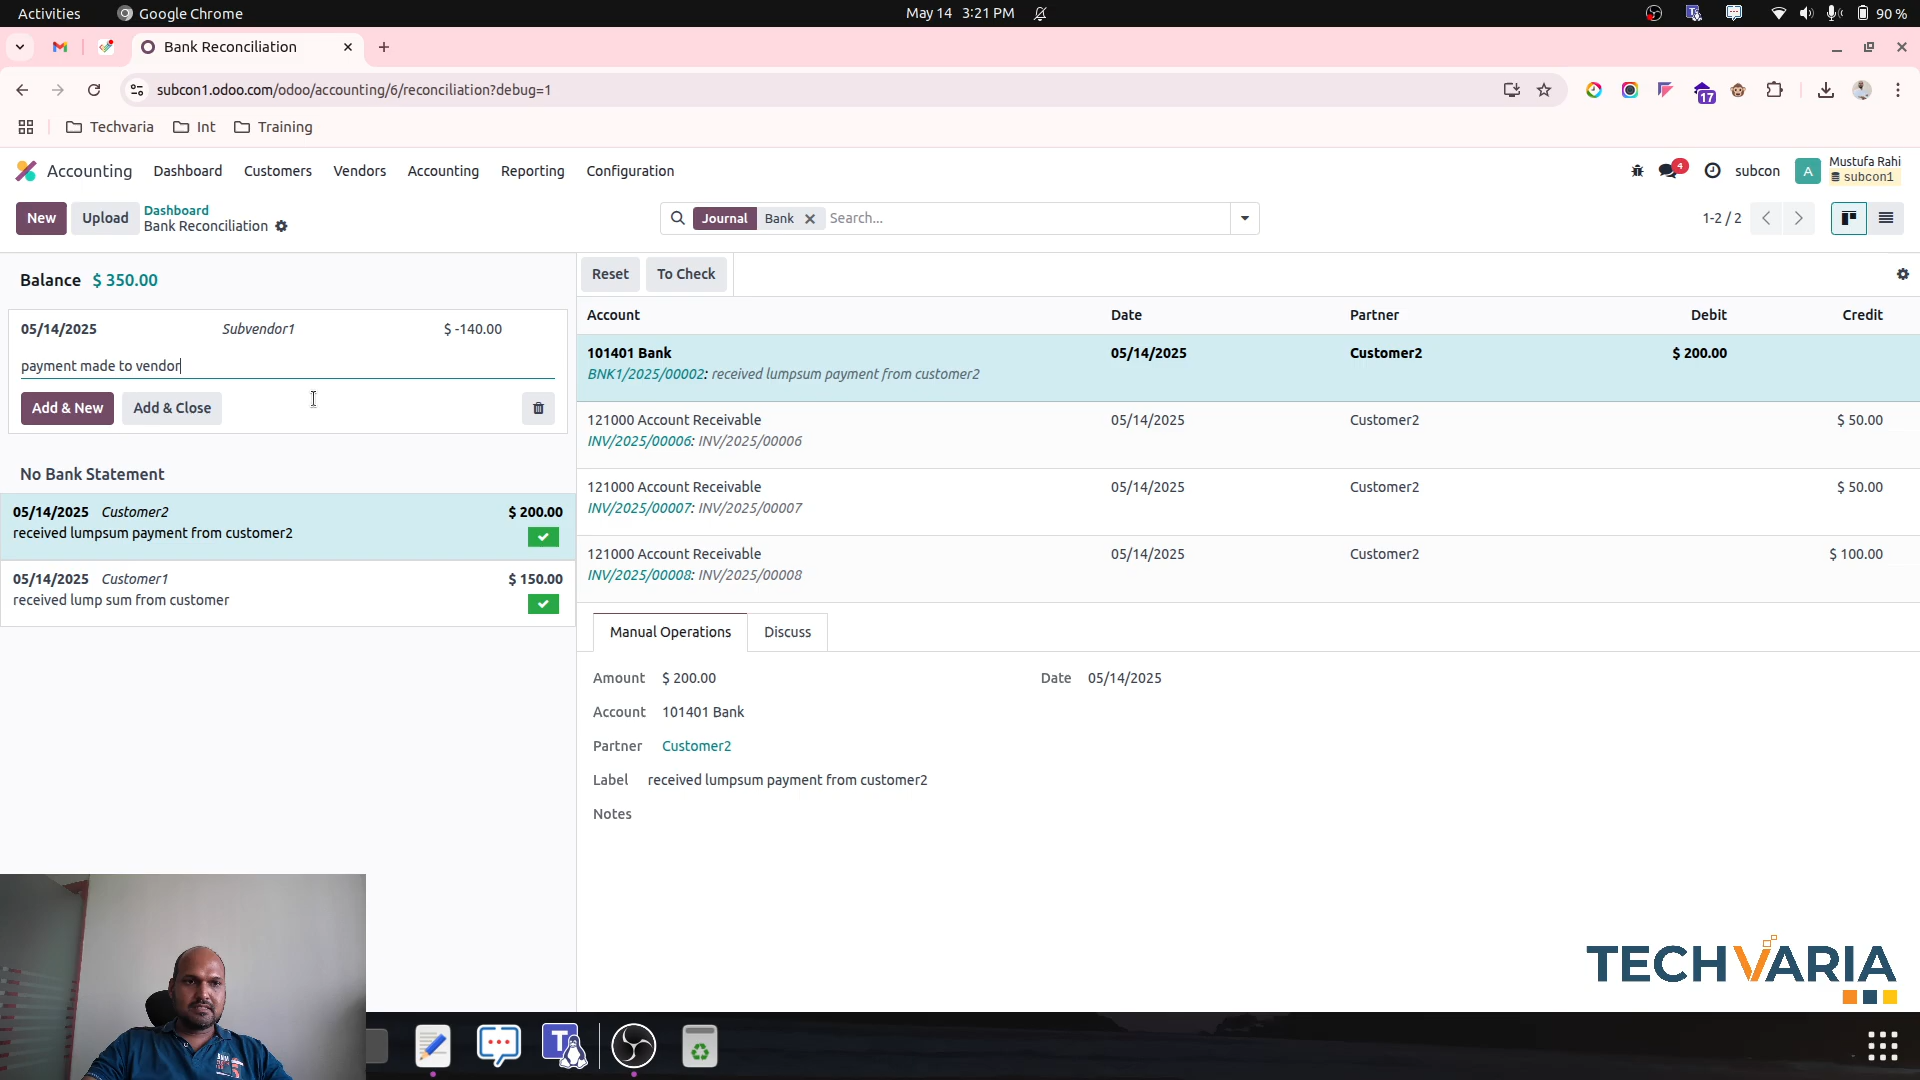 Activities
Google Chrome
May 14 3:21 PM
90 %
Bank Reconciliation
subcon1.odoo.com/odoo/accounting/6/reconciliation?debug=1
17
Techvaria
Int
Training
Accounting
Dashboard
Customers
Vendors
Accounting
Reporting
Configuration
4
subcon
A
Mustufa Rahi
subcon1
New
Upload
Dashboard
Bank Reconciliation
Journal
Bank
Search...
1-2 / 2
Balance $ 350.00
05/14/2025 Subvendor1 $ -140.00
payment made to vendor
Add & New
Add & Close
No Bank Statement
05/14/2025 Customer2 $ 200.00
received lumpsum payment from customer2
05/14/2025 Customer1 $ 150.00
received lump sum from customer
Reset
To Check
Account Date Partner Debit Credit
101401 Bank 05/14/2025 Customer2 $ 200.00
BNK1/2025/00002: received lumpsum payment from customer2
121000 Account Receivable 05/14/2025 Customer2 $ 50.00
INV/2025/00006: INV/2025/00006
121000 Account Receivable 05/14/2025 Customer2 $ 50.00
INV/2025/00007: INV/2025/00007
121000 Account Receivable 05/14/2025 Customer2 $ 100.00
INV/2025/00008: INV/2025/00008
Manual Operations
Discuss
Amount $ 200.00
Date 05/14/2025
Account 101401 Bank
Partner Customer2
Label received lumpsum payment from customer2
Notes
TECHVARIA
T